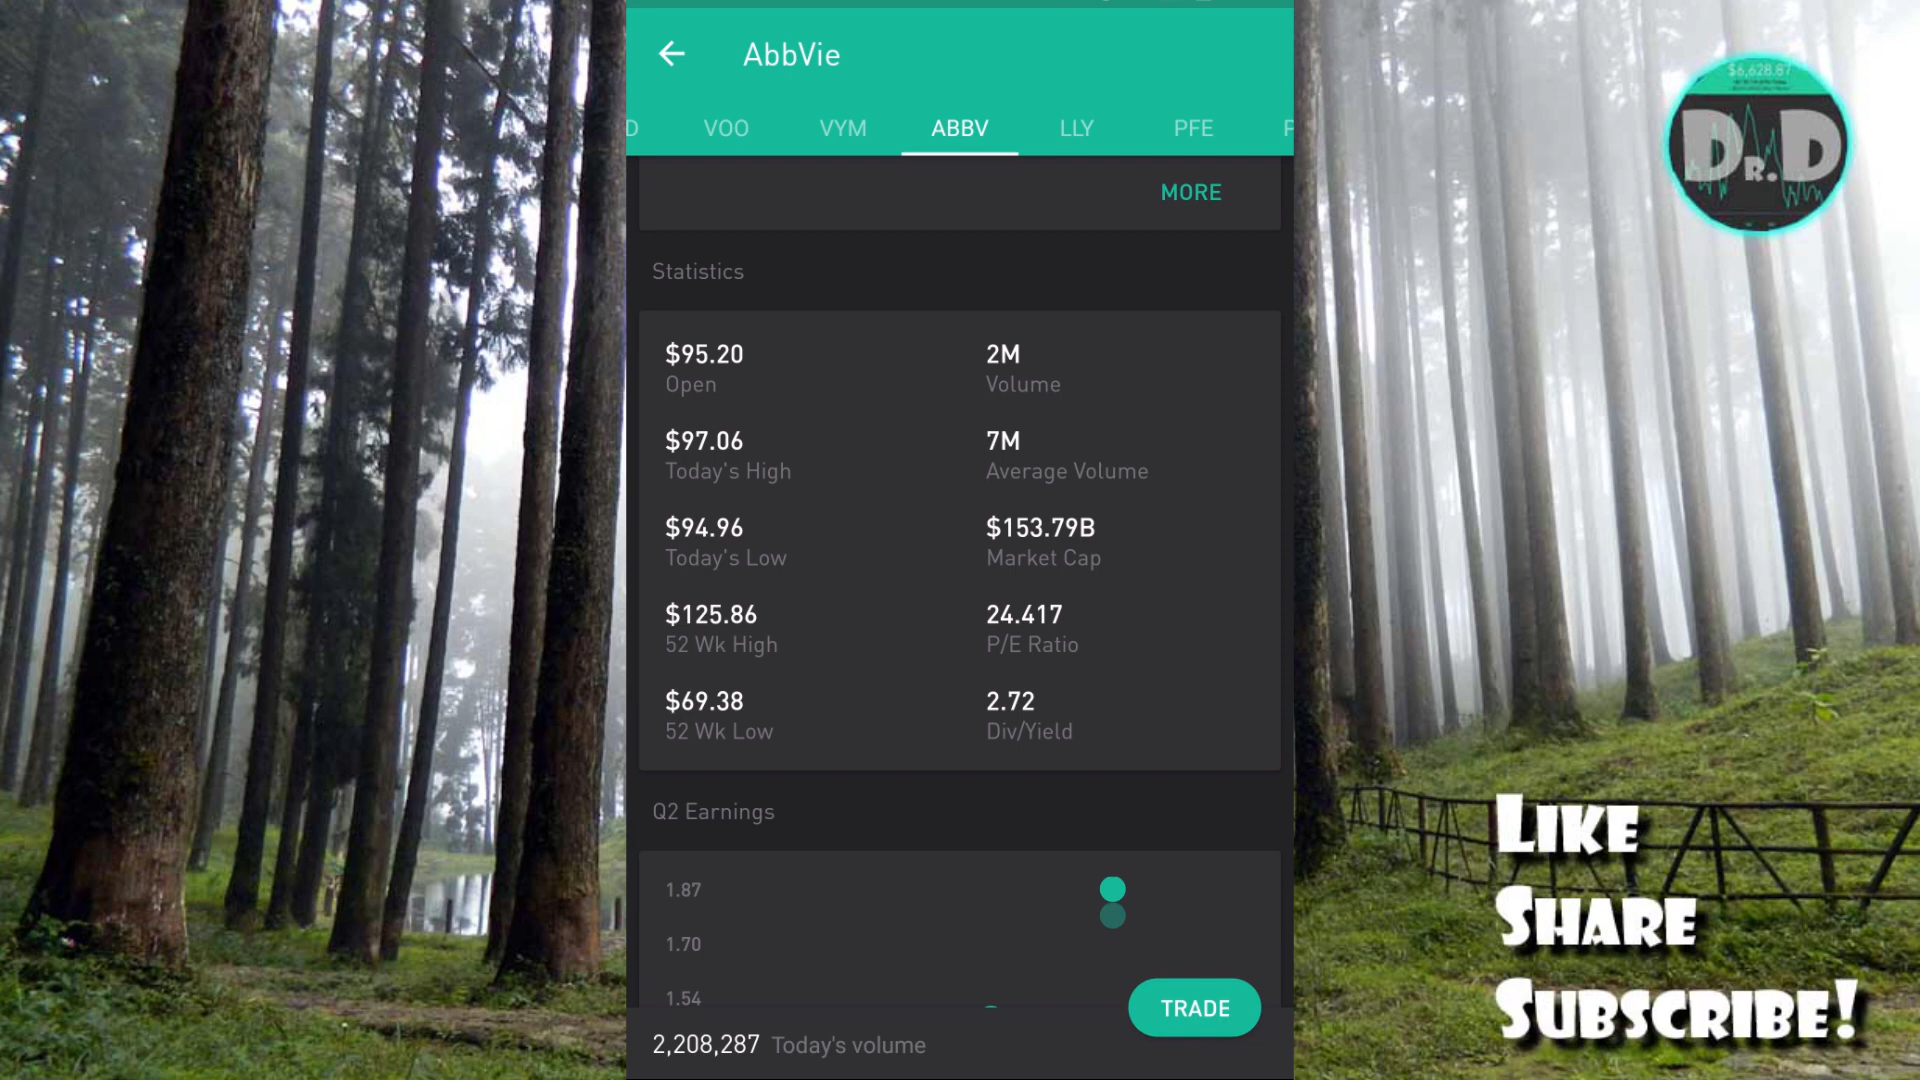 AbbVie
D VOO VYM ABBV LLY PFE P
MORE
Statistics
$95.20 2M
Open Volume
$97.06 7M
Today's High Average Volume
$94.96 $153.79B
Today's Low Market Cap
$125.86 24.417
52 Wk High P/E Ratio
$69.38 2.72
52 Wk Low Div/Yield
Q2 Earnings
1.87
1.70
1.54
TRADE
2,208,287 Today's volume
$6,628.87
DR.D
LIKE
SHARE
SUBSCRIBE!